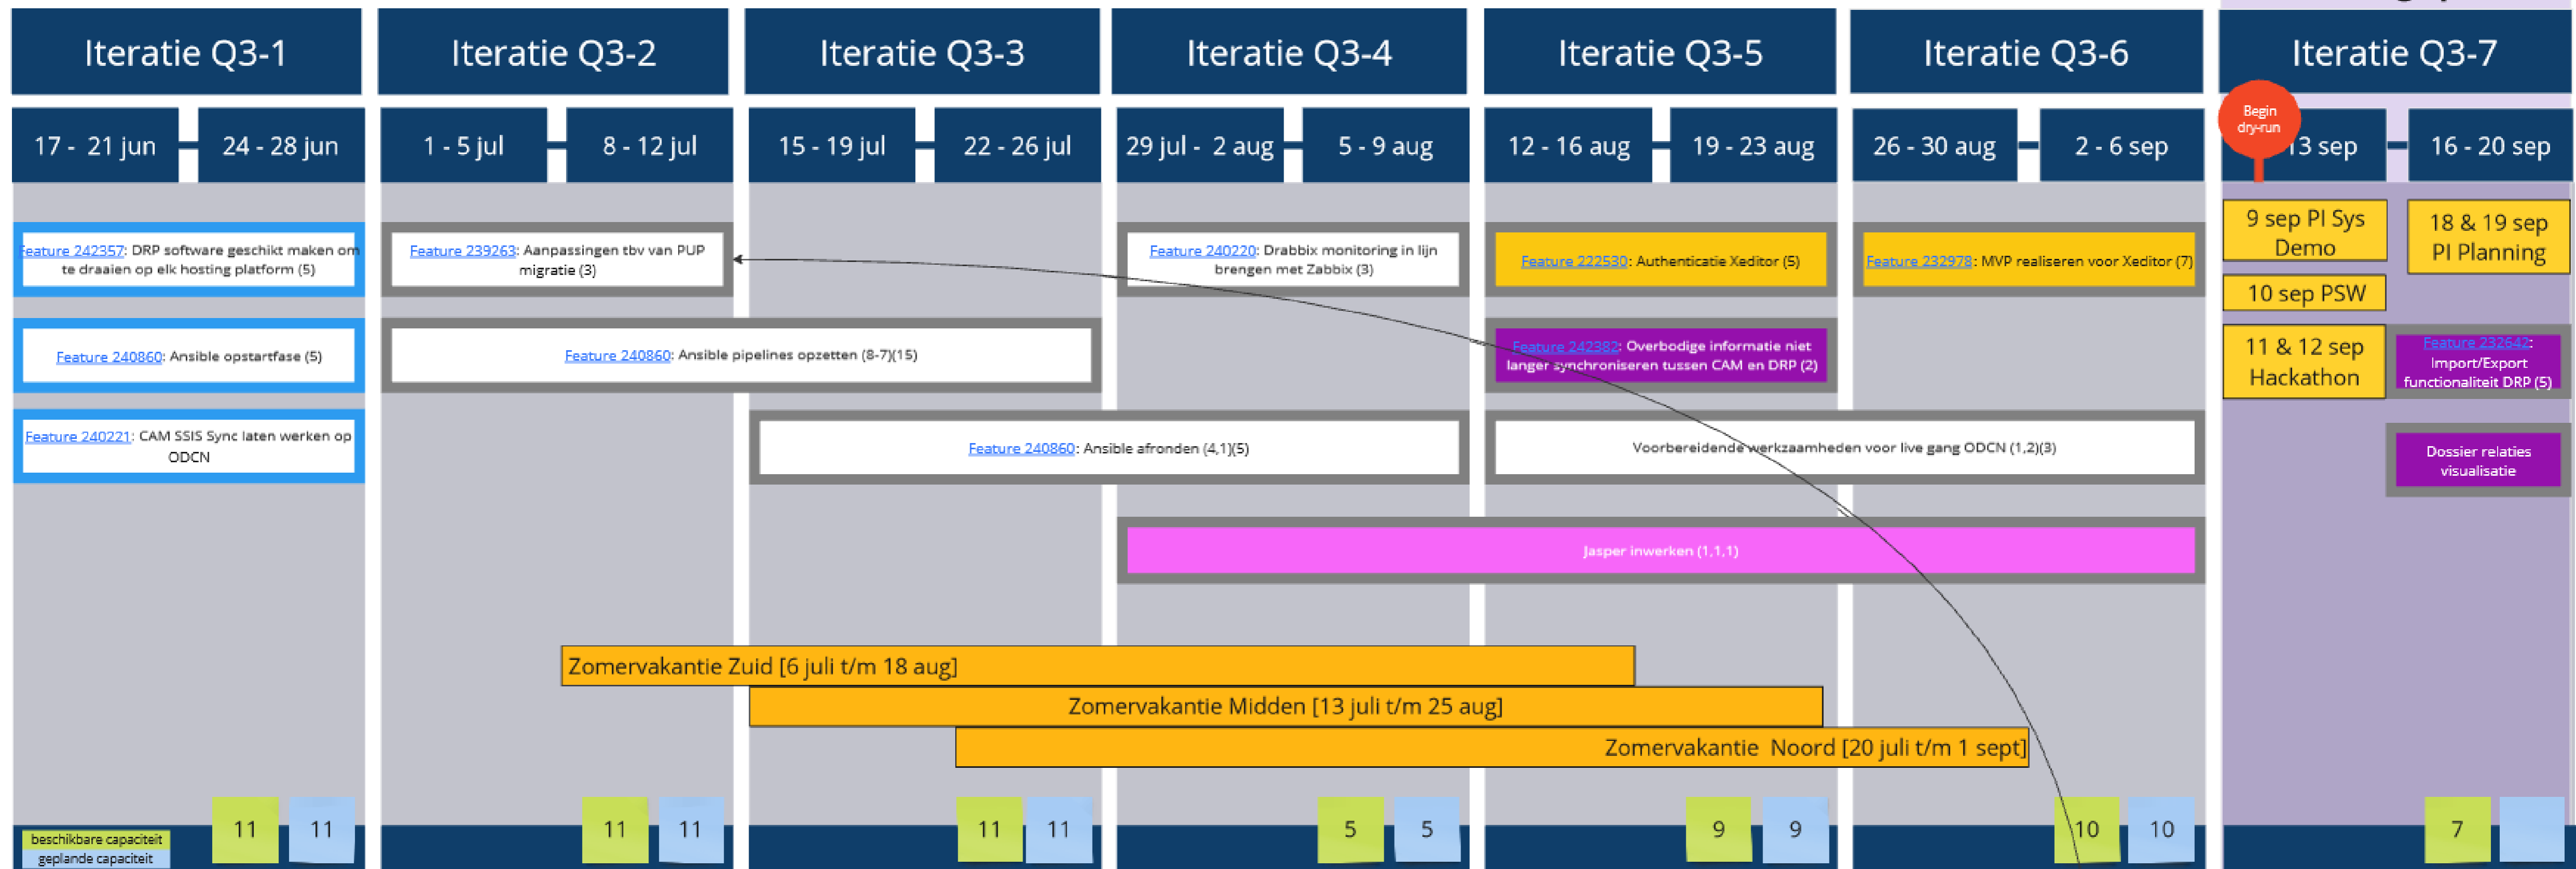 Iteratie Q3-1
Iteratie Q3-2
Iteratie Q3-3
Iteratie Q3-4
Iteratie Q3-5
Iteratie Q3-6
Iteratie Q3-7
17 - 21 jun
24 - 28 jun
1 - 5 jul
8 - 12 jul
15 - 19 jul
22 - 26 jul
29 jul - 2 aug
5 - 9 aug
12 - 16 aug
19 - 23 aug
26 - 30 aug
2 - 6 sep
Begin
dry-run
13 sep
16 - 20 sep
Feature 242357: DRP software geschikt maken om
te draaien op elk hosting platform (5)
Feature 239263: Aanpassingen tbv van PUP
migratie (3)
Feature 240220: Drabbix monitoring in lijn
brengen met Zabbix (3)
Feature 222530: Authenticatie Xeditor (5)
Feature 232978: MVP realiseren voor Xeditor (7)
9 sep PI Sys
Demo
18 & 19 sep
PI Planning
10 sep PSW
Feature 240860: Ansible opstartfase (5)
Feature 240860: Ansible pipelines opzetten (8-7)(15)
Feature 242382: Overbodige informatie niet
langer synchroniseren tussen CAM en DRP (2)
11 & 12 sep
Hackathon
Feature 232642:
Import/Export
functionaliteit DRP (5)
Feature 240221: CAM SSIS Sync laten werken op
ODCN
Feature 240860: Ansible afronden (4,1)(5)
Voorbereidende werkzaamheden voor live gang ODCN (1,2)(3)
Dossier relaties
visualisatie
Jasper inwerken (1,1,1)
Zomervakantie Zuid [6 juli t/m 18 aug]
Zomervakantie Midden [13 juli t/m 25 aug]
Zomervakantie Noord [20 juli t/m 1 sept]
beschikbare capaciteit
geplande capaciteit
11
11
11
11
11
11
5
5
9
9
10
10
7